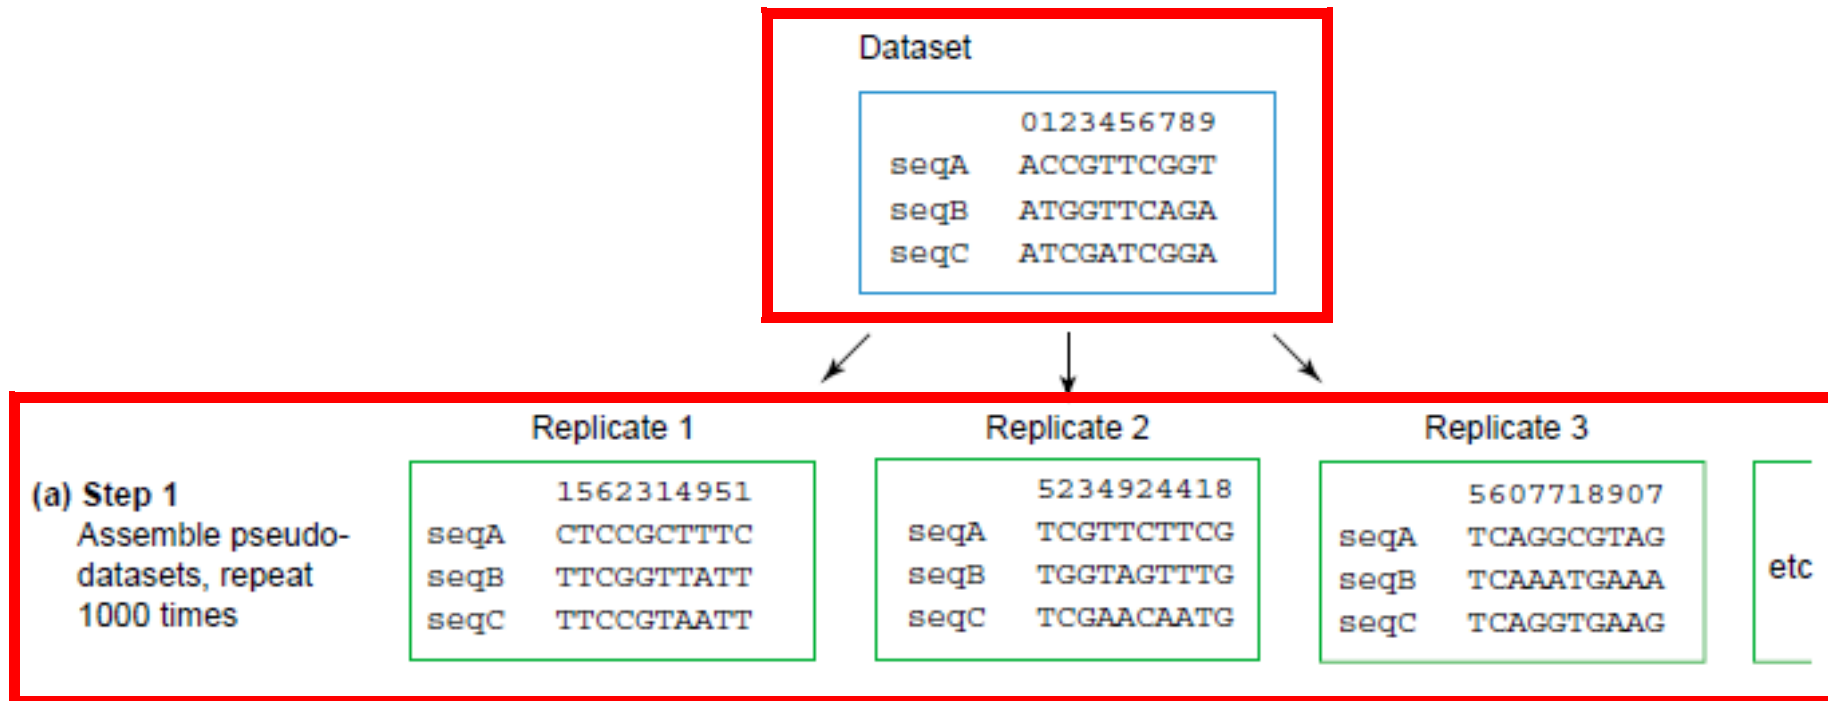 Dataset
0123456789
seqA ACCGTTCGGT
seqB ATGGTTCAGA
seqC ATCGATCGGA
Replicate 1 Replicate 2 Replicate 3
(a) Step 1
Assemble pseudo-
datasets, repeat
1000 times
1562314951
seqA CTCCGCTTTC
seqB TTCGGTTATT
seqC TTCCGTAATT
5234924418
seqA TCGTTCTTCG
seqB TGGTAGTTTG
seqC TCGAACAATG
5607718907
seqA TCAGGCGTAG
seqB TCAAATGAAA
seqC TCAGGTGAAG
etc